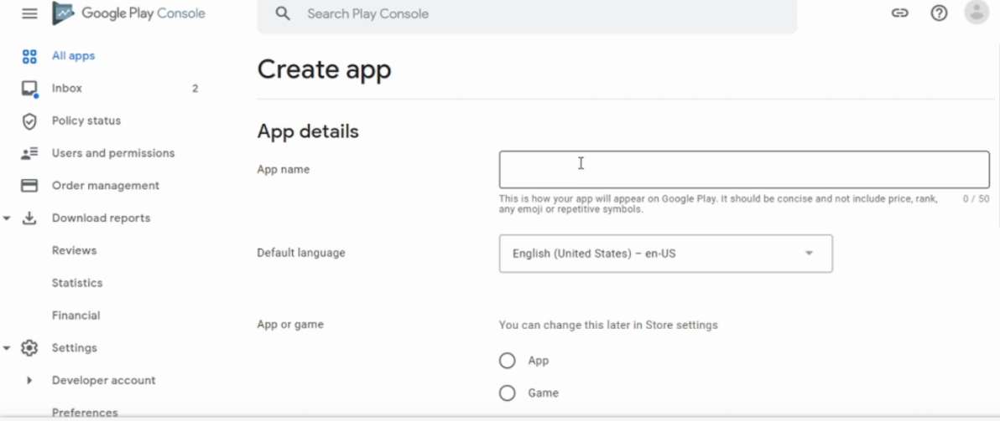 Google Play Console
Search Play Console
All apps
Inbox 2
Policy status
Users and permissions
Order management
Download reports
Reviews
Statistics
Financial
Settings
Developer account
Preferences
Create app
App details
App name
This is how your app will appear on Google Play. It should be concise and not include price, rank, 0 / 50
any emoji or repetitive symbols.
Default language
English (United States) – en-US
App or game
You can change this later in Store settings
App
Game